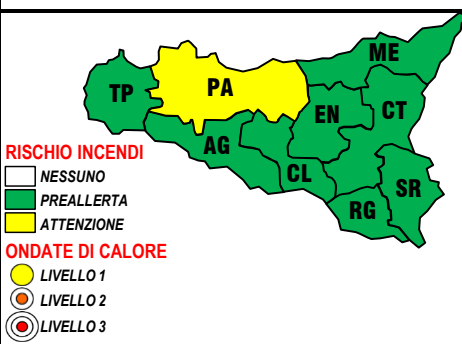 ME
TP
PA
EN
CT
AG
CL
SR
RG
RISCHIO INCENDI
NESSUNO
PREALLERTA
ATTENZIONE
ONDATE DI CALORE
LIVELLO 1
LIVELLO 2
LIVELLO 3